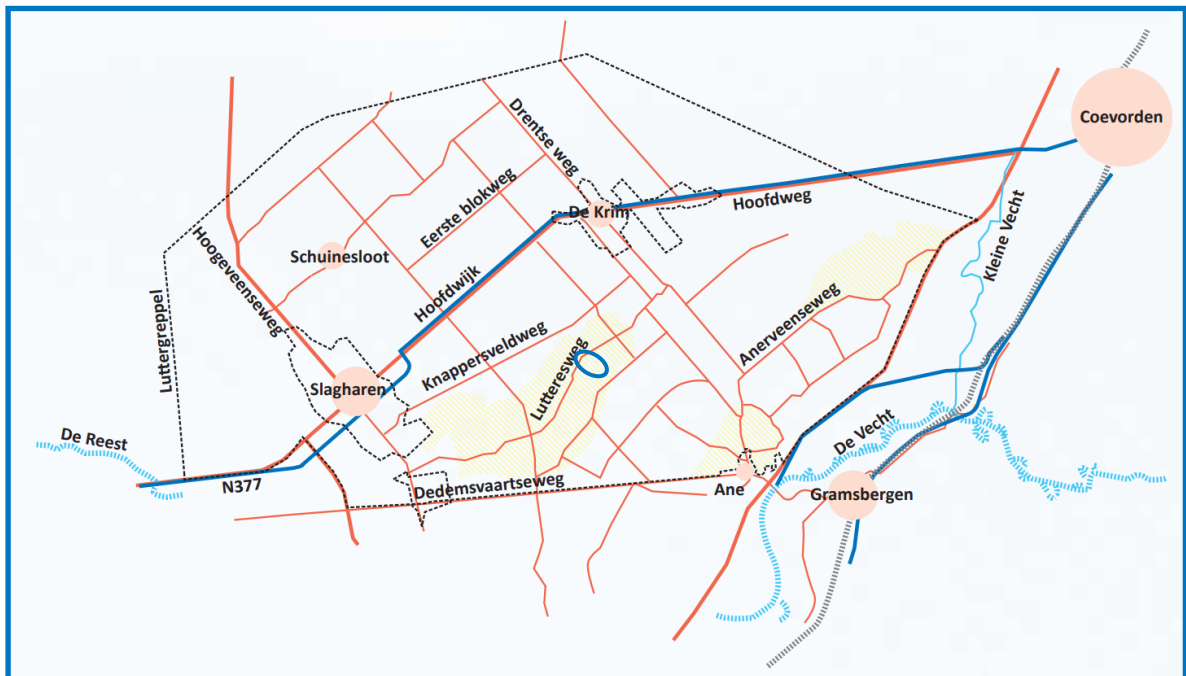 Coevorden
Drentse weg
De Krim
Hoofdweg
Eerste blokweg
Schuinesloot
Hoogeveenseweg
Kleine Vecht
Hoofdwijk
Luttergreppel
Anerveenseweg
Knappersveldweg
Lutteresweg
Slagharen
De Reest
De Vecht
N377
Dedemsvaartseweg
Ane
Gramsbergen